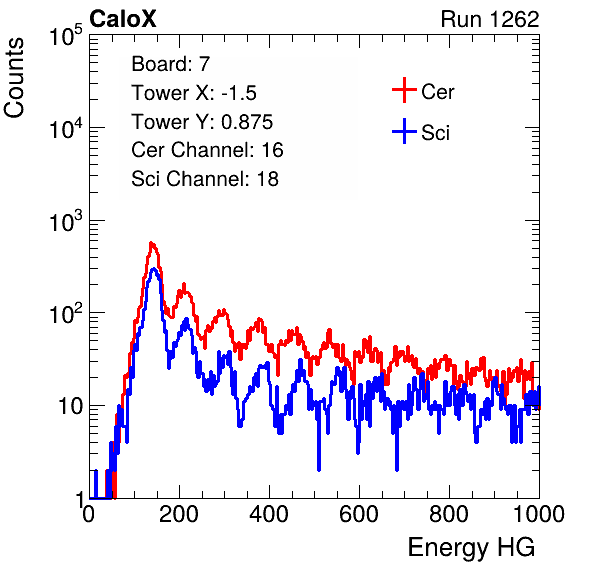 CaloX Run 1262
Counts
10^5
10^4
10^3
10^2
10
1
Board: 7
Tower X: -1.5
Tower Y: 0.875
Cer Channel: 16
Sci Channel: 18
Cer
Sci
0 200 400 600 800 1000
Energy HG